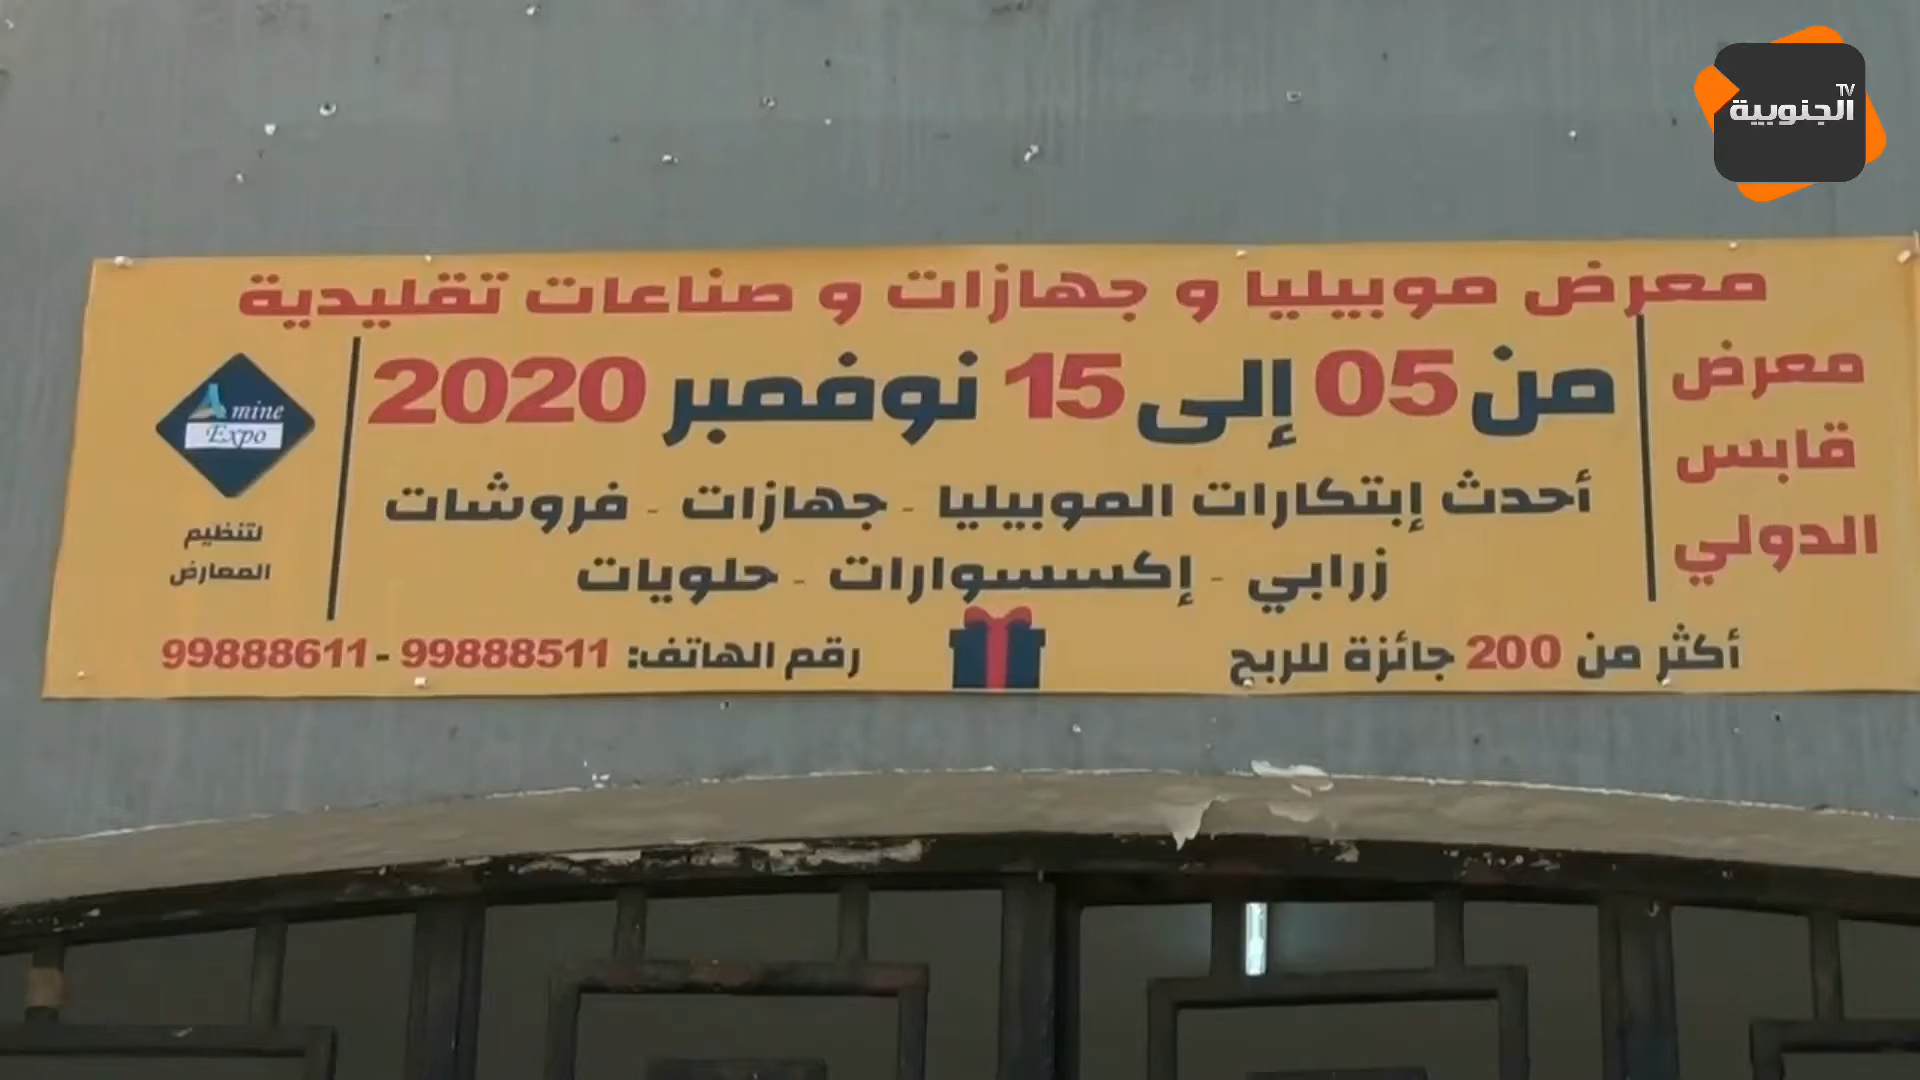 TV
الجنوبية
معرض موبيليا و جهازات و صناعات تقليدية
معرض
قابس
الدولي
من 05 إلى 15 نوفمبر 2020
أحدث إبتكارات الموبيليا - جهازات - فروشات
زرابي - إكسسوارات - حلويات
Amine
Expo
لتنظيم
المعارض
أكثر من 200 جائزة للربح
رقم الهاتف: 99888511 - 99888611